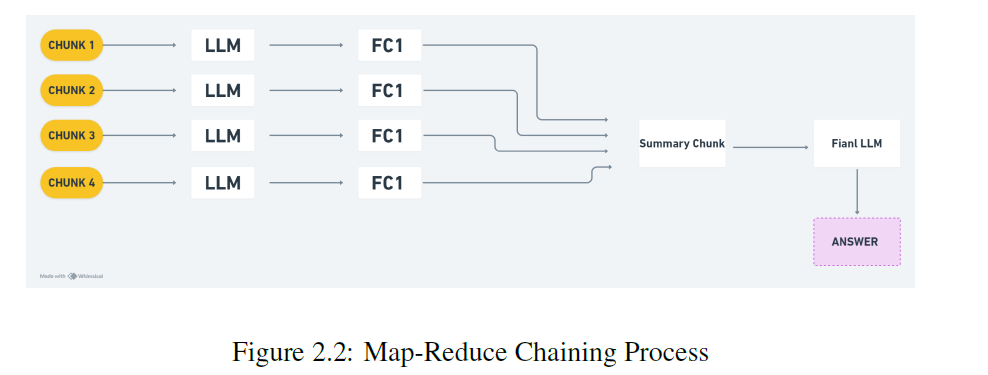 CHUNK 1 LLM FC1
CHUNK 2 LLM FC1
CHUNK 3 LLM FC1
CHUNK 4 LLM FC1
Summary Chunk
Fianl LLM
ANSWER
Made with Whimsical
Figure 2.2: Map-Reduce Chaining Process